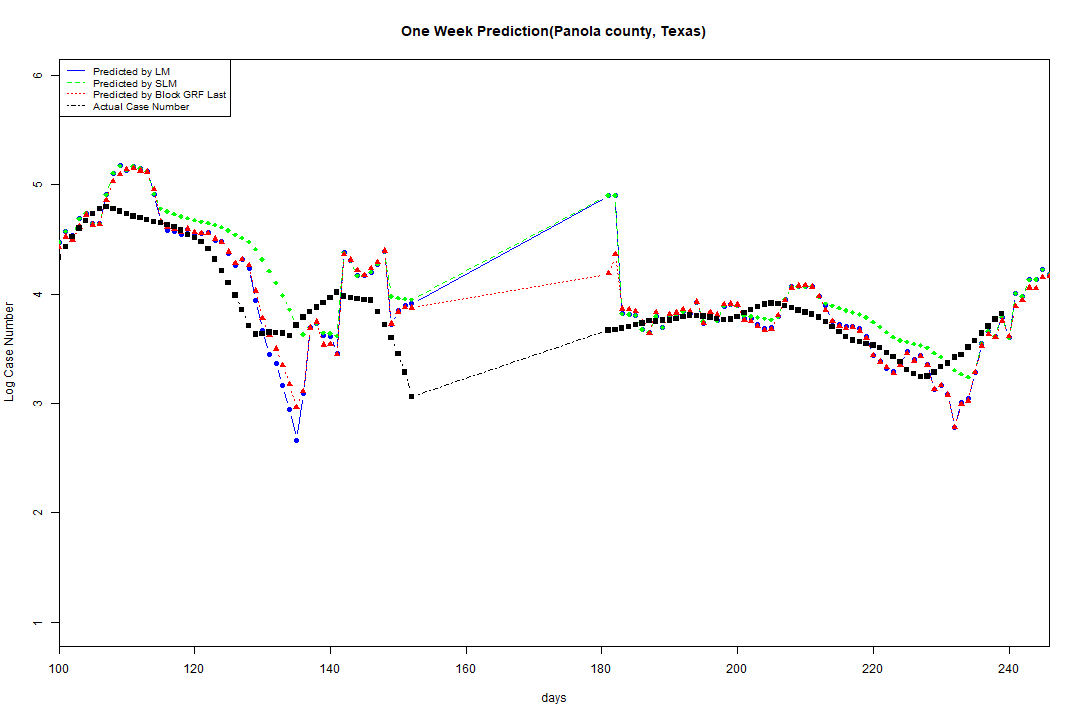 One Week Prediction(Panola county, Texas)
Predicted by LM
Predicted by SLM
Predicted by Block GRF Last
Actual Case Number
6
5
4
3
2
1
Log Case Number
100 120 140 160 180 200 220 240
days